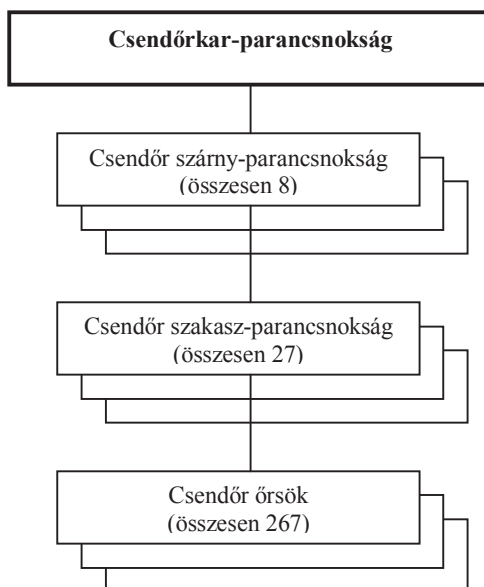 Csendőrkar-parancsnokság
Csendőr szárny-parancsnokság
(összesen 8)
Csendőr szakasz-parancsnokság
(összesen 27)
Csendőr őrsök
(összesen 267)